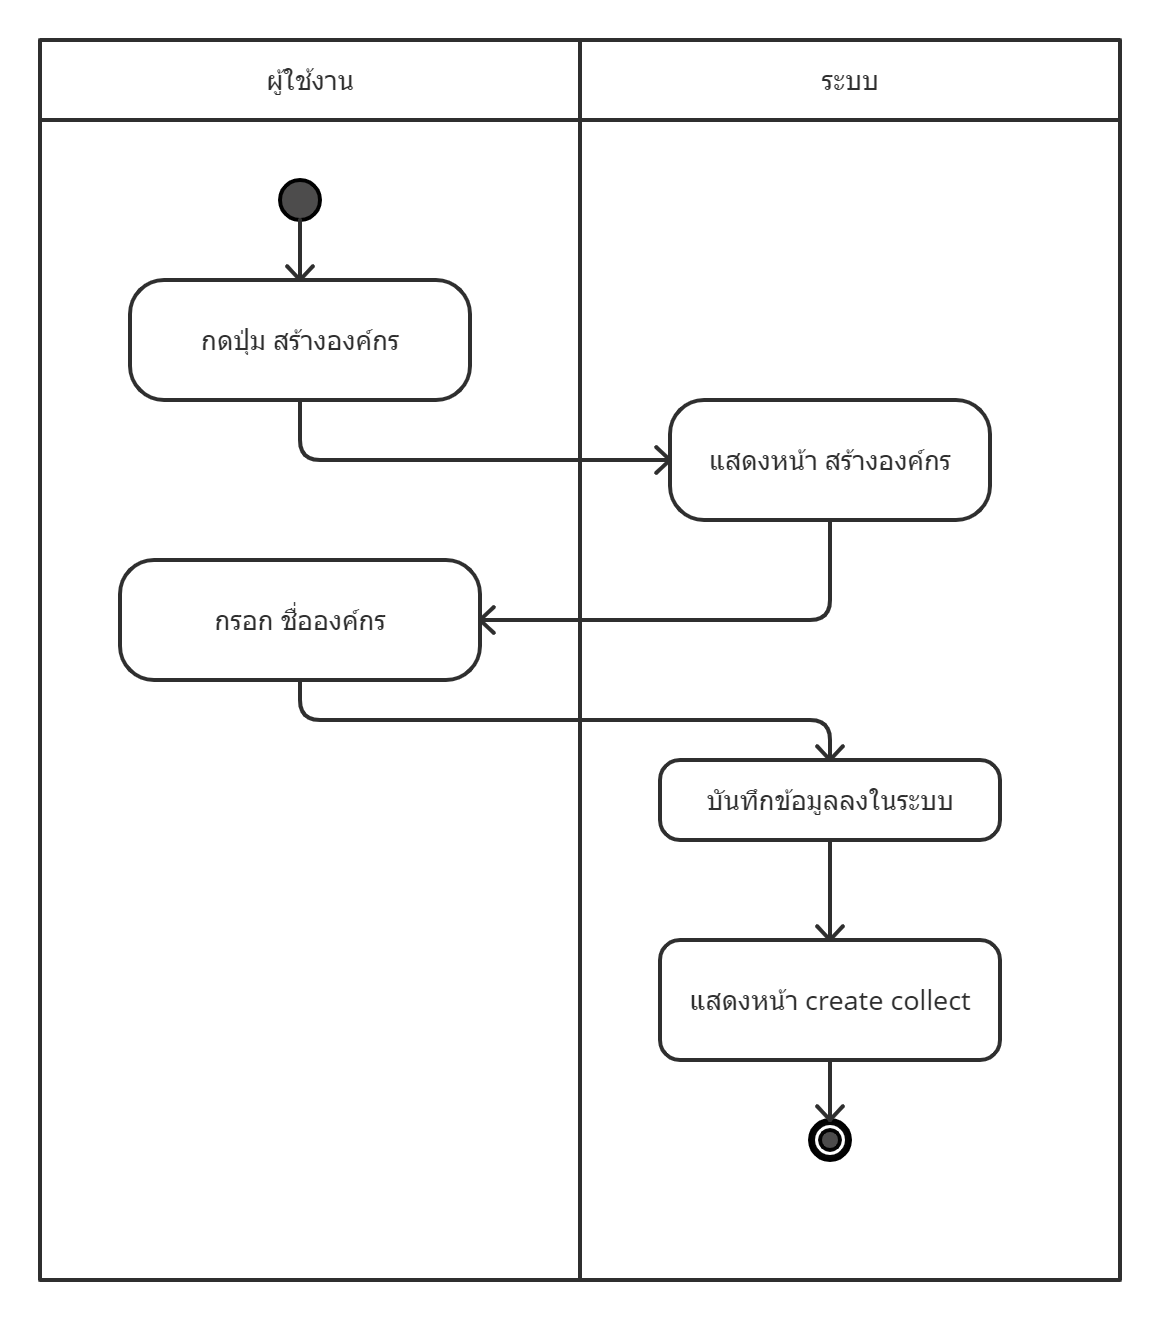 ผู้ใช้งาน
ระบบ
กดปุ่ม สร้างองค์กร
แสดงหน้า สร้างองค์กร
กรอก ชื่อองค์กร
บันทึกข้อมูลลงในระบบ
แสดงหน้า create collect